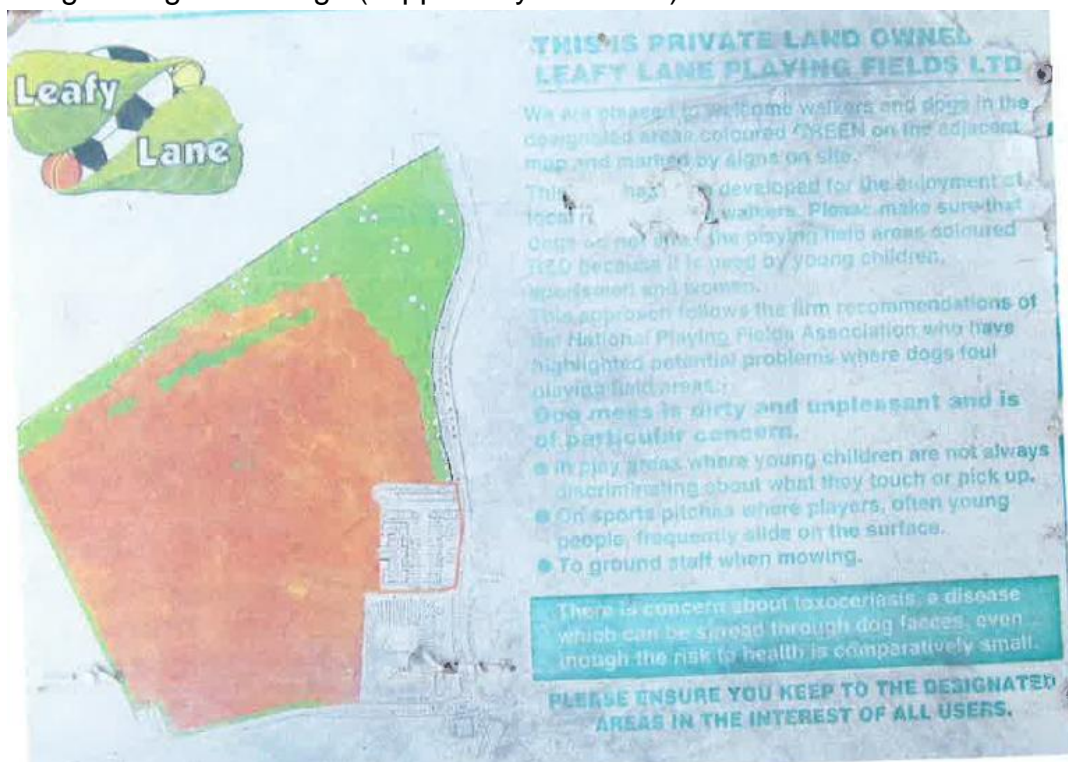 Leafy
Lane
THIS IS PRIVATE LAND OWNED
LEAFY LANE PLAYING FIELDS LTD
We are pleased to welcome walkers and dogs in the
designated areas coloured GREEN on the adjacent
map and marked by signs on site.
This developed for the enjoyment of
local walkers. Please make sure that
dogs do not enter the playing field areas coloured
RED because it is used by young children,
sportsmen and women.
This approach follows the firm recommendations of
the National Playing Fields Association who have
highlighted potential problems where dogs foul
playing field areas:
Dog mess is dirty and unpleasant and is
of particular concern.
In play areas where young children are not always
discriminating about what they touch or pick up.
On sports pitches where players, often young
people, frequently slide on the surface.
To ground staff when mowing.
There is concern about toxocariasis, a disease
which can be spread through dog faeces, even
though the risk to health is comparatively small.
PLEASE ENSURE YOU KEEP TO THE DESIGNATED
AREAS IN THE INTEREST OF ALL USERS.